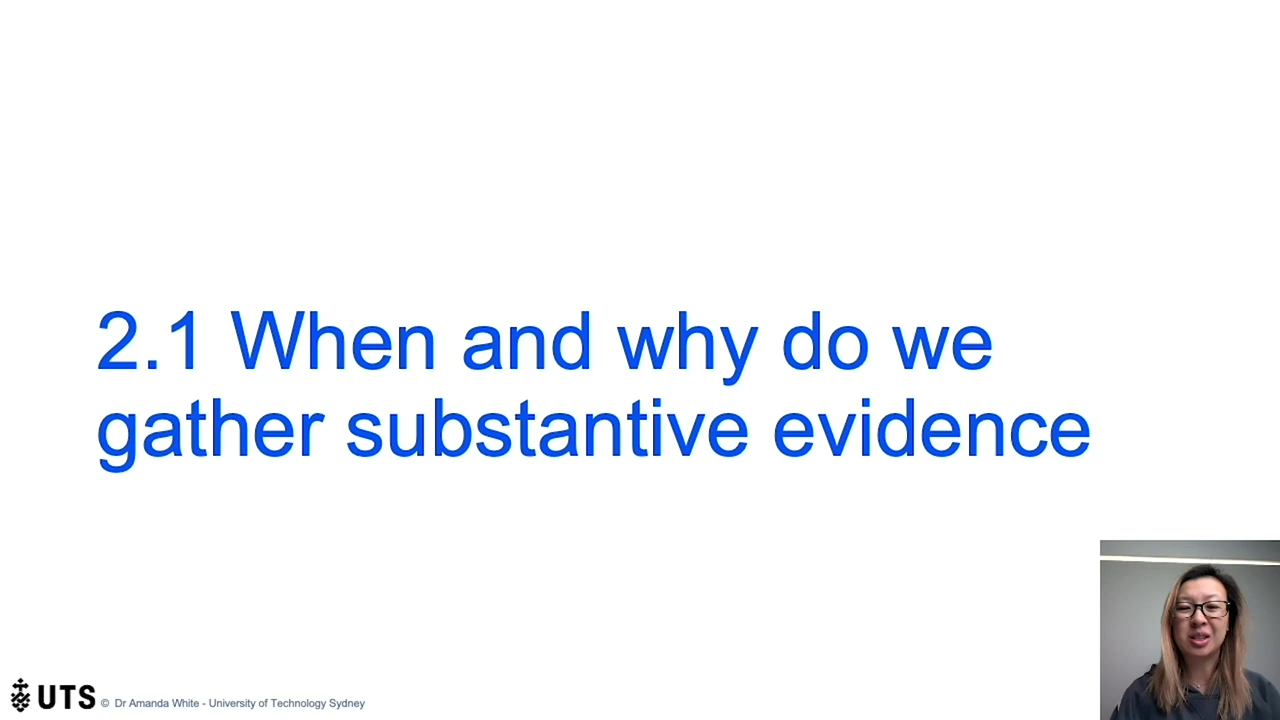 2.1 When and why do we
gather substantive evidence
UTS © Dr Amanda White - University of Technology Sydney